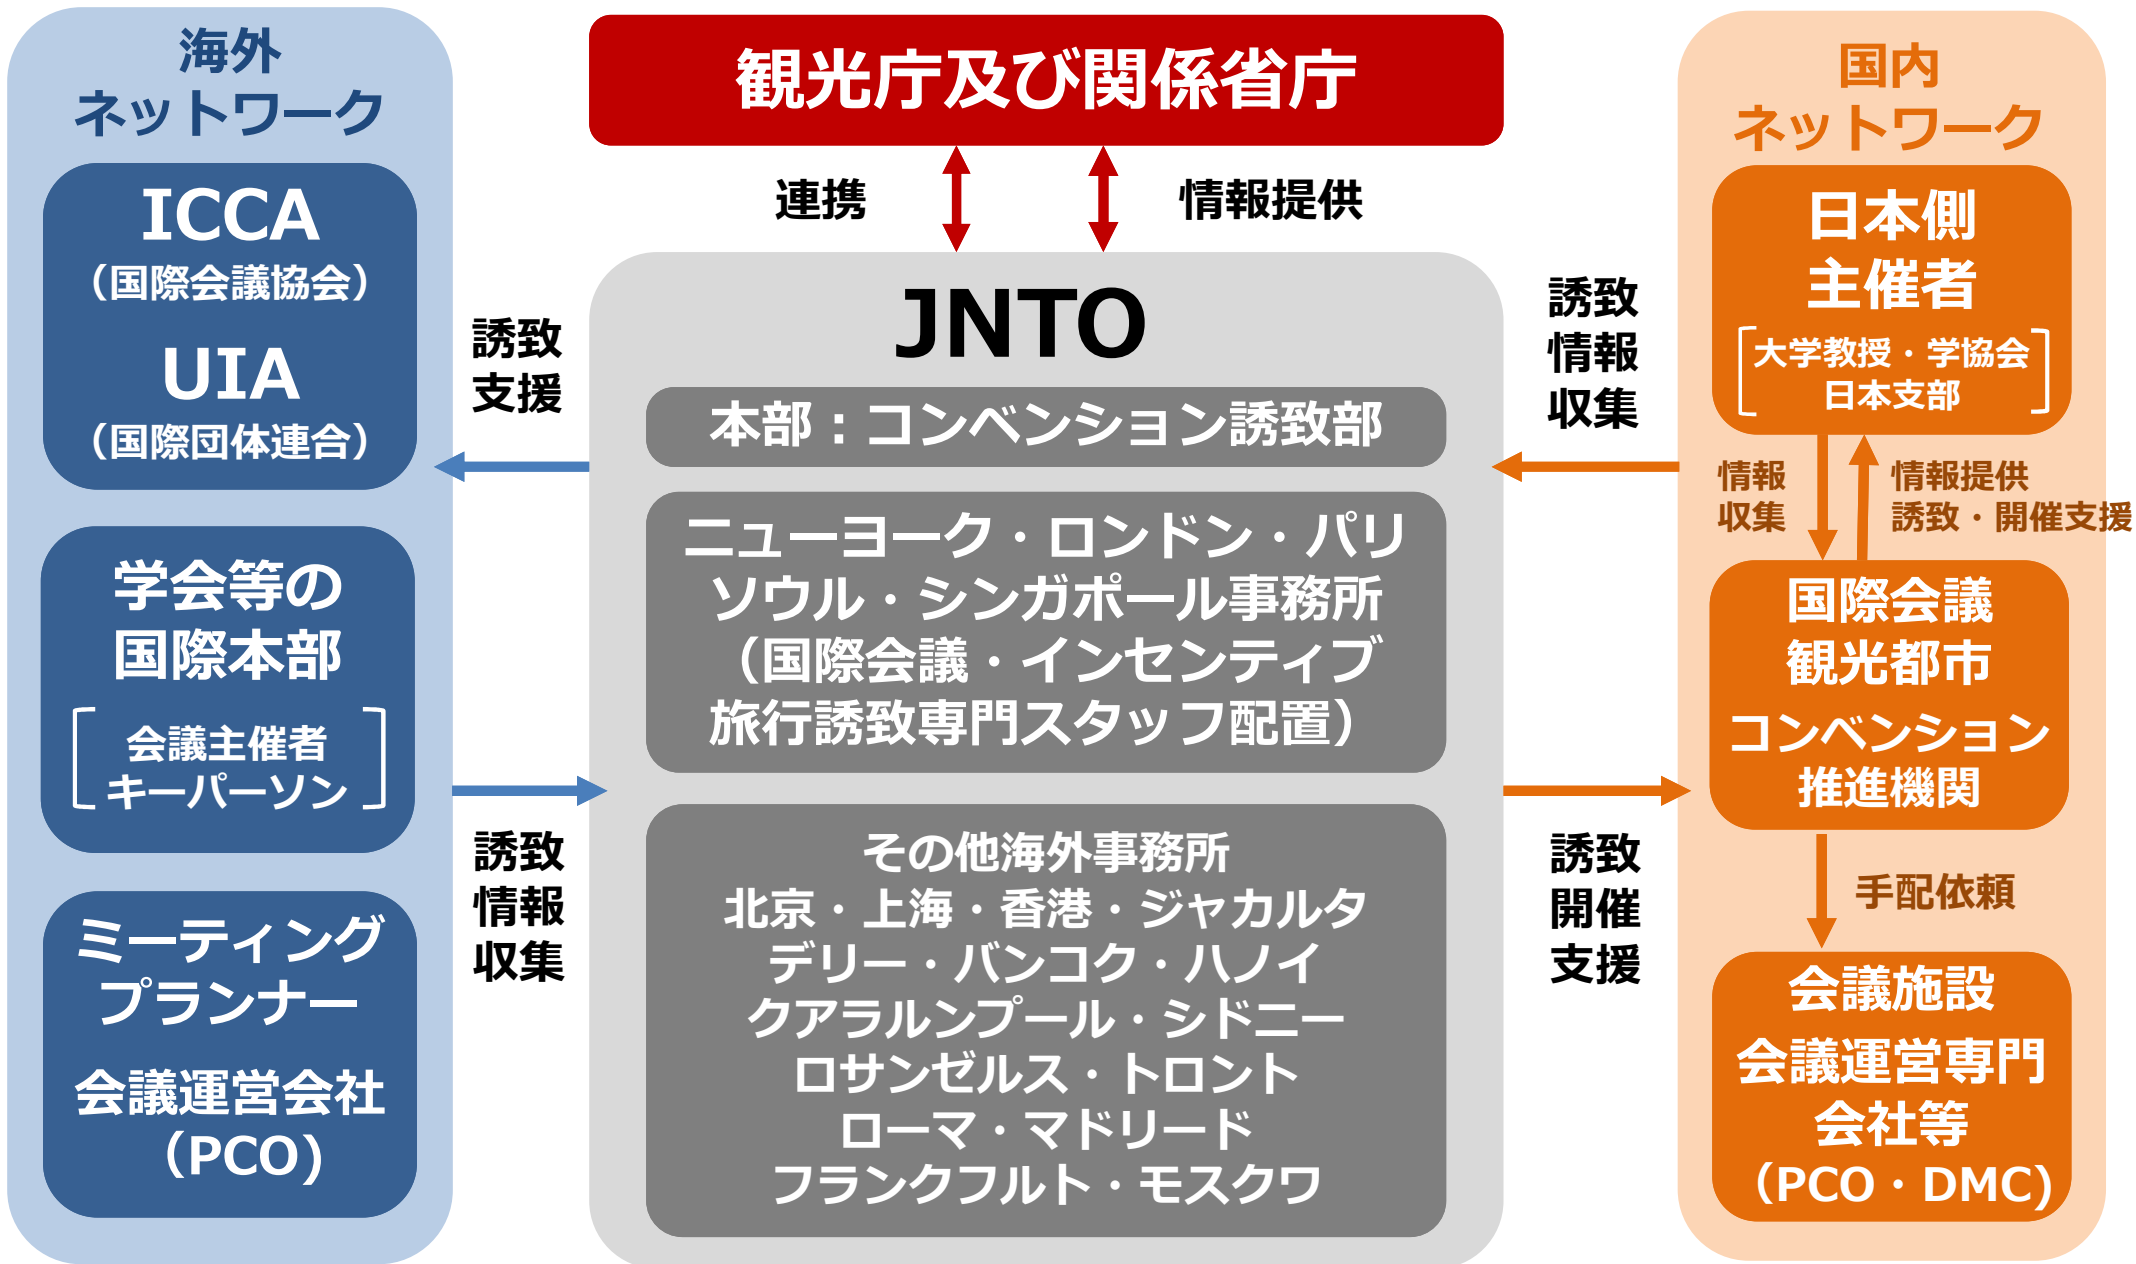 海外
ネットワーク
ICCA
（国際会議協会）
UIA
（国際団体連合）
学会等の
国際本部
会議主催者
キーパーソン
ミーティング
プランナー
会議運営会社
（PCO）
誘致
支援
誘致
情報
収集
観光庁及び関係省庁
連携
情報提供
JNTO
本部：コンベンション誘致部
ニューヨーク・ロンドン・パリ
ソウル・シンガポール事務所
（国際会議・インセンティブ
旅行誘致専門スタッフ配置）
その他海外事務所
北京・上海・香港・ジャカルタ
デリー・バンコク・ハノイ
クアラルンプール・シドニー
ロサンゼルス・トロント
ローマ・マドリード
フランクフルト・モスクワ
誘致
情報
収集
誘致
開催
支援
国内
ネットワーク
日本側
主催者
大学教授・学協会
日本支部
情報
収集
情報提供
誘致・開催支援
国際会議
観光都市
コンベンション
推進機関
手配依頼
会議施設
会議運営専門
会社等
（PCO・DMC）